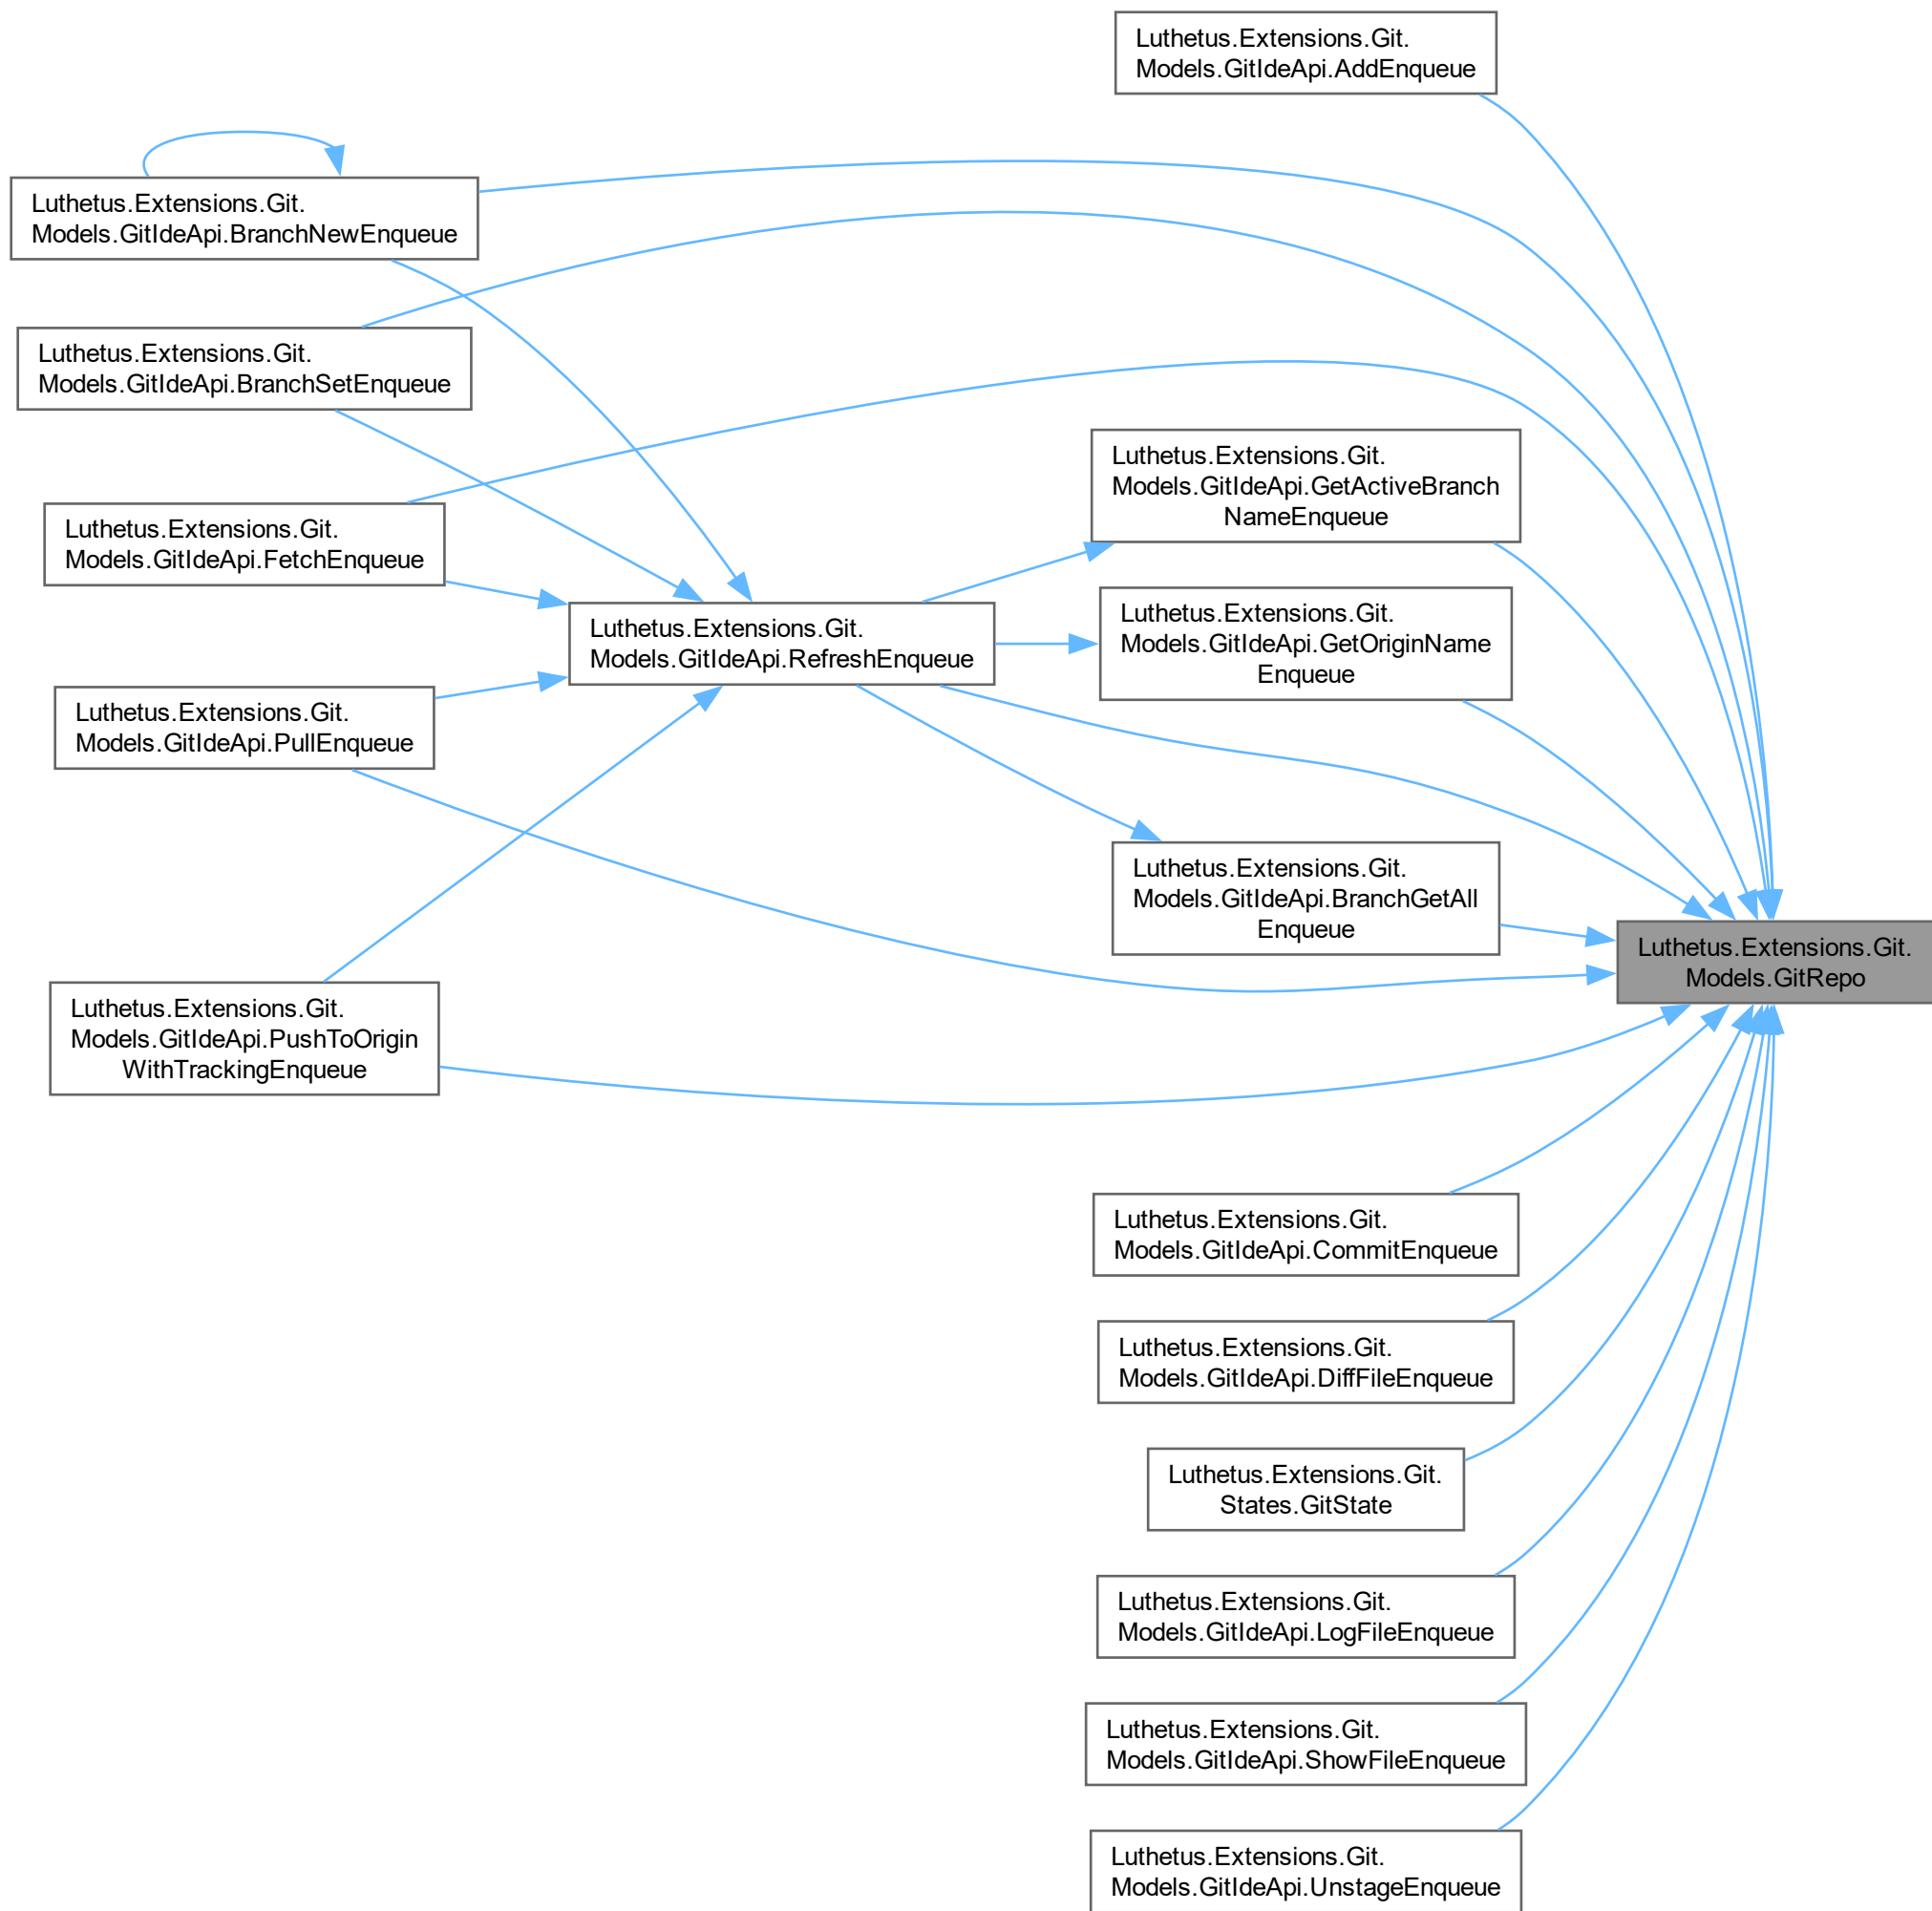 Luthetus.Extensions.Git.
Models.GitIdeApi.AddEnqueue
Luthetus.Extensions.Git.
Models.GitIdeApi.BranchNewEnqueue
Luthetus.Extensions.Git.
Models.GitIdeApi.BranchSetEnqueue
Luthetus.Extensions.Git.
Models.GitIdeApi.FetchEnqueue
Luthetus.Extensions.Git.
Models.GitIdeApi.GetActiveBranch
NameEnqueue
Luthetus.Extensions.Git.
Models.GitIdeApi.RefreshEnqueue
Luthetus.Extensions.Git.
Models.GitIdeApi.GetOriginName
Enqueue
Luthetus.Extensions.Git.
Models.GitIdeApi.PullEnqueue
Luthetus.Extensions.Git.
Models.GitIdeApi.BranchGetAll
Enqueue
Luthetus.Extensions.Git.
Models.GitRepo
Luthetus.Extensions.Git.
Models.GitIdeApi.PushToOrigin
WithTrackingEnqueue
Luthetus.Extensions.Git.
Models.GitIdeApi.CommitEnqueue
Luthetus.Extensions.Git.
Models.GitIdeApi.DiffFileEnqueue
Luthetus.Extensions.Git.
States.GitState
Luthetus.Extensions.Git.
Models.GitIdeApi.LogFileEnqueue
Luthetus.Extensions.Git.
Models.GitIdeApi.ShowFileEnqueue
Luthetus.Extensions.Git.
Models.GitIdeApi.UnstageEnqueue